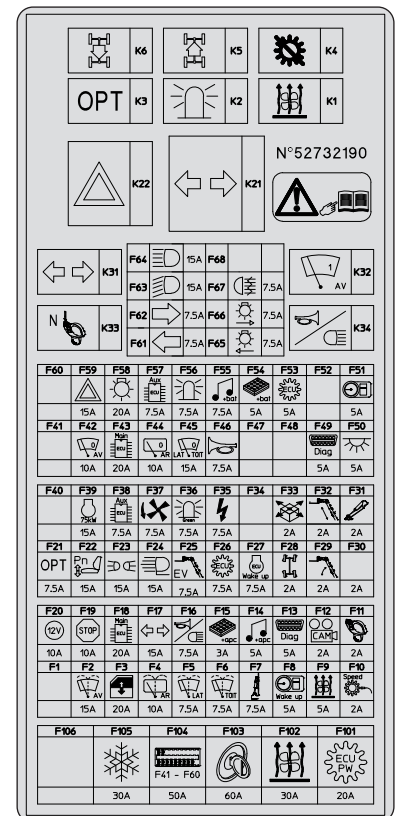 K6 K5 K4
OPT K3 K2 K1
N°52732190
K22 K21
K31 1 AV K32
N K33 K34
F64 15A F68
F63 15A F67 7.5A
F62 7.5A F66 7.5A
F61 7.5A F65 7.5A
F60 F59 F58 F57 F56 F55 F54 F53 F52 F51
Aux ECU +bat +bat ECU
15A 20A 7.5A 7.5A 7.5A 5A 5A 5A
F41 F42 F43 F44 F45 F46 F47 F48 F49 F50
0 AV Main ECU 0 AR 0 LAT TOIT Diag
10A 20A 10A 15A 7.5A 5A 5A
F40 F39 F38 F37 F36 F35 F34 F33 F32 F31
75kW Aux ECU Green
15A 7.5A 7.5A 7.5A 7.5A 2A 2A 2A
F21 F22 F23 F24 F25 F26 F27 F28 F29 F30
OPT Pn EV ECU ECU Wake up
7.5A 15A 15A 15A 7.5A 7.5A 7.5A 2A 2A 2A
F20 F19 F18 F17 F16 F15 F14 F13 F12 F11
12V STOP Main ECU +apc +apc Diag CAM
10A 10A 20A 15A 7.5A 3A 5A 5A 2A 2A
F1 F2 F3 F4 F5 F6 F7 F8 F9 F10
AV AR LAT TOIT Wake up Speed
15A 20A 10A 7.5A 7.5A 7.5A 5A 5A 2A
F106 F105 F104 F103 F102 F101
F41 - F60 ECU PW
30A 50A 60A 30A 20A